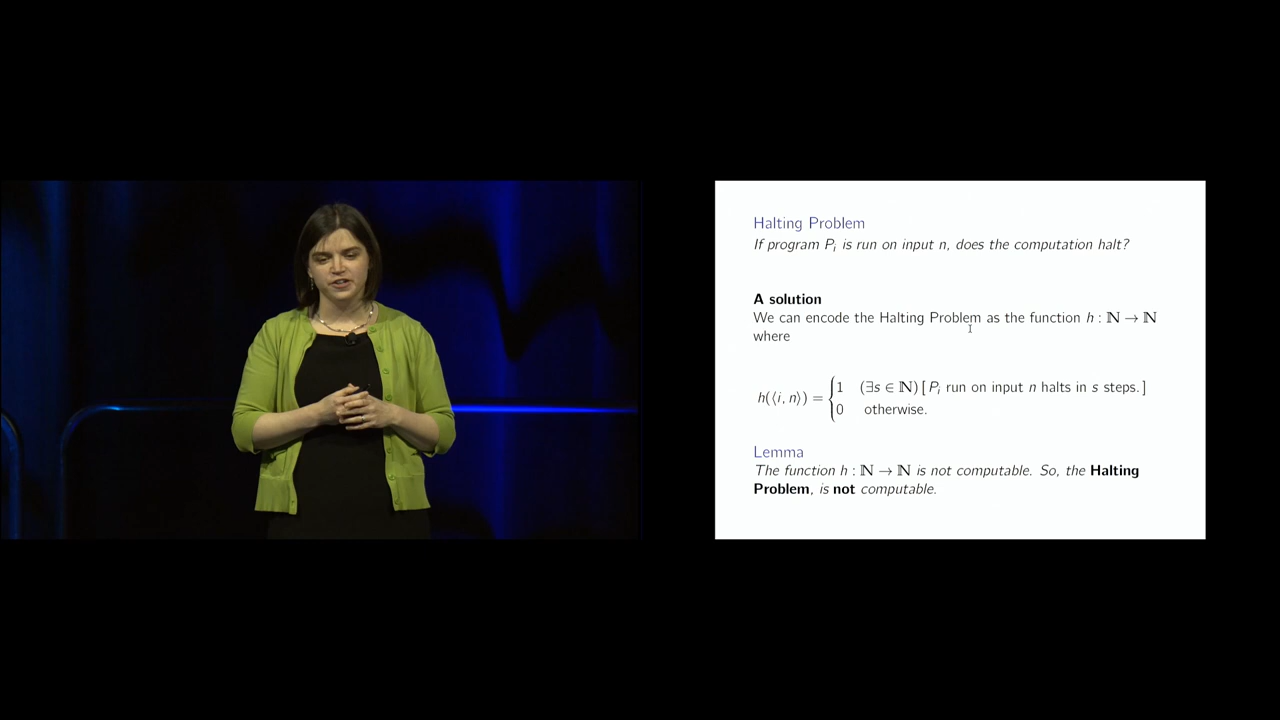 Halting Problem
If program Pᵢ is run on input n, does the computation halt?
A solution
We can encode the Halting Problem as the function h : ℕ → ℕ
where
h(⟨i, n⟩) = { 1 (∃s ∈ ℕ) [ Pᵢ run on input n halts in s steps. ]
0 otherwise.
Lemma
The function h : ℕ → ℕ is not computable. So, the Halting
Problem, is not computable.